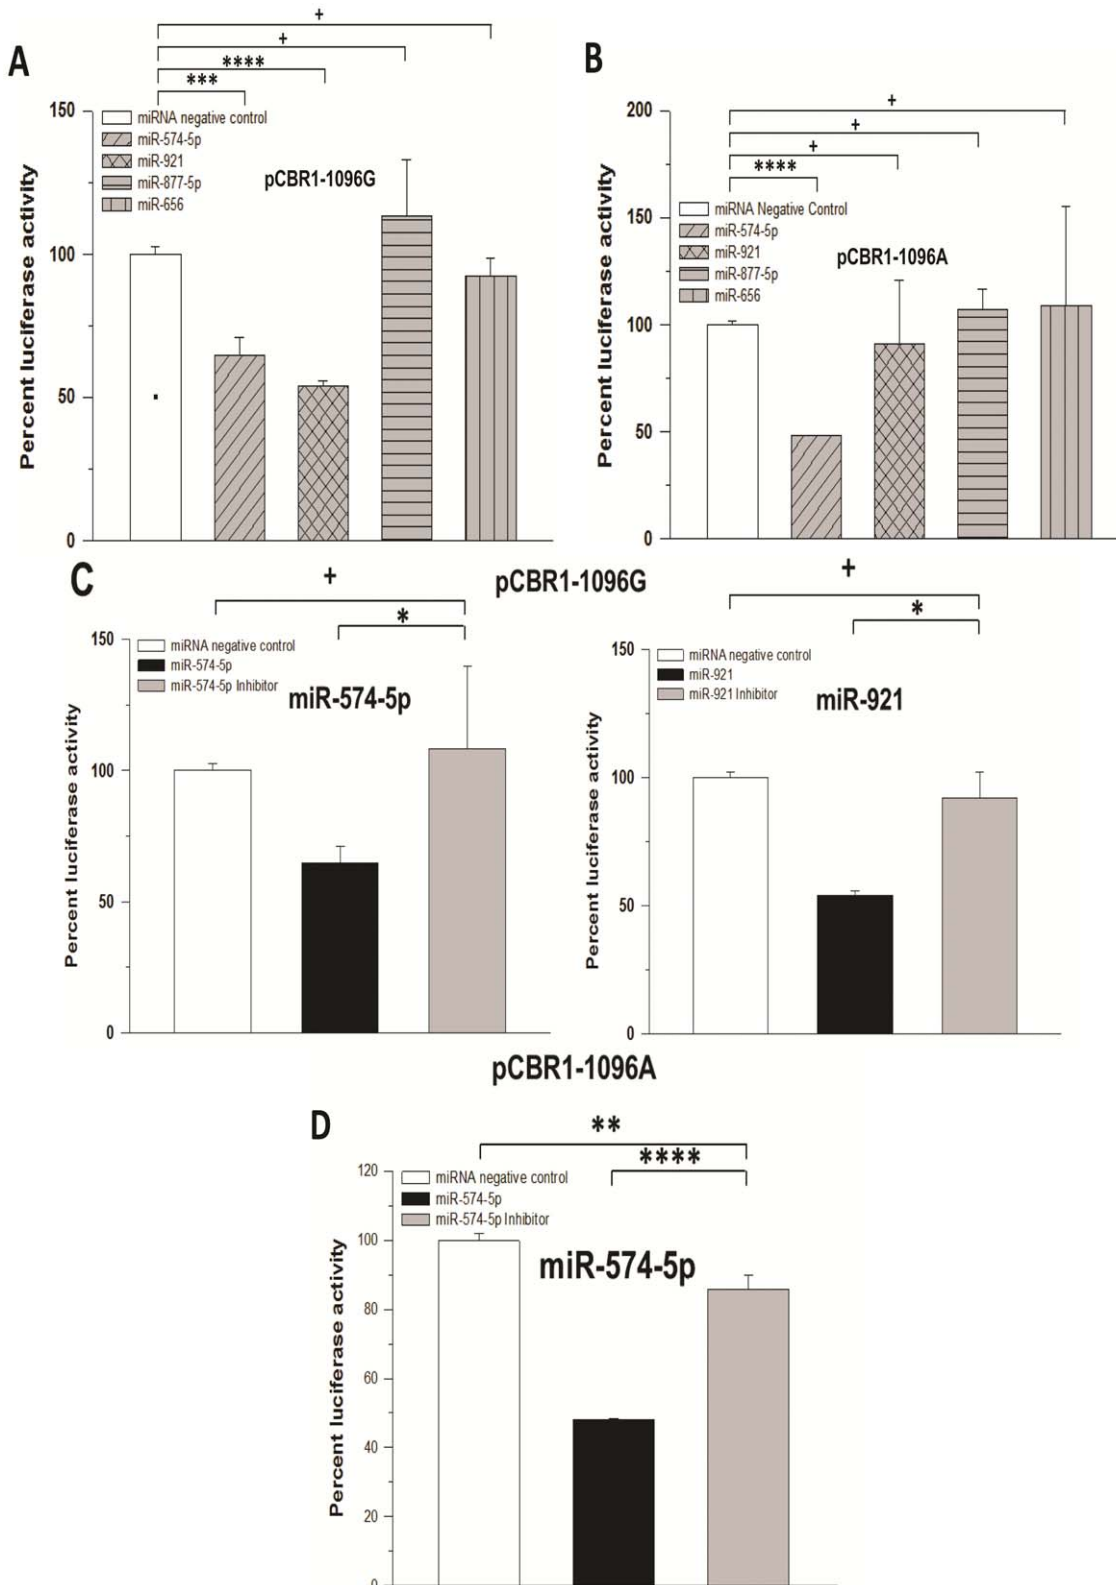 A
+
+
****
***
150
100
50
0
Percent luciferase activity
miRNA negative control
miR-574-5p
miR-921
miR-877-5p
miR-656
pCBR1-1096G
B
+
+
+
****
200
150
100
50
0
Percent luciferase activity
miRNA Negative Control
miR-574-5p
miR-921
miR-877-5p
miR-656
pCBR1-1096A
C
pCBR1-1096G
+
*
150
100
50
0
Percent luciferase activity
miRNA negative control
miR-574-5p
miR-574-5p Inhibitor
miR-574-5p
+
*
150
100
50
0
Percent luciferase activity
miRNA negative control
miR-921
miR-921 Inhibitor
miR-921
pCBR1-1096A
D
**
****
120
100
80
60
40
20
0
Percent luciferase activity
miRNA negative control
miR-574-5p
miR-574-5p Inhibitor
miR-574-5p